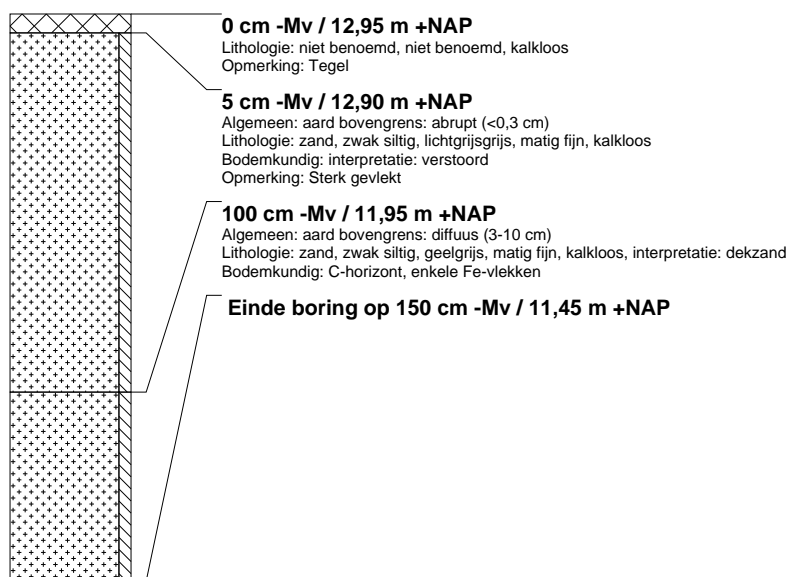 0 cm -Mv / 12,95 m +NAP
Lithologie: niet benoemd, niet benoemd, kalkloos
Opmerking: Tegel
5 cm -Mv / 12,90 m +NAP
Algemeen: aard bovengrens: abrupt (<0,3 cm)
Lithologie: zand, zwak siltig, lichtgrijsgrijs, matig fijn, kalkloos
Bodemkundig: interpretatie: verstoord
Opmerking: Sterk gevlekt
100 cm -Mv / 11,95 m +NAP
Algemeen: aard bovengrens: diffuus (3-10 cm)
Lithologie: zand, zwak siltig, geelgrijs, matig fijn, kalkloos, interpretatie: dekzand
Bodemkundig: C-horizont, enkele Fe-vlekken
Einde boring op 150 cm -Mv / 11,45 m +NAP